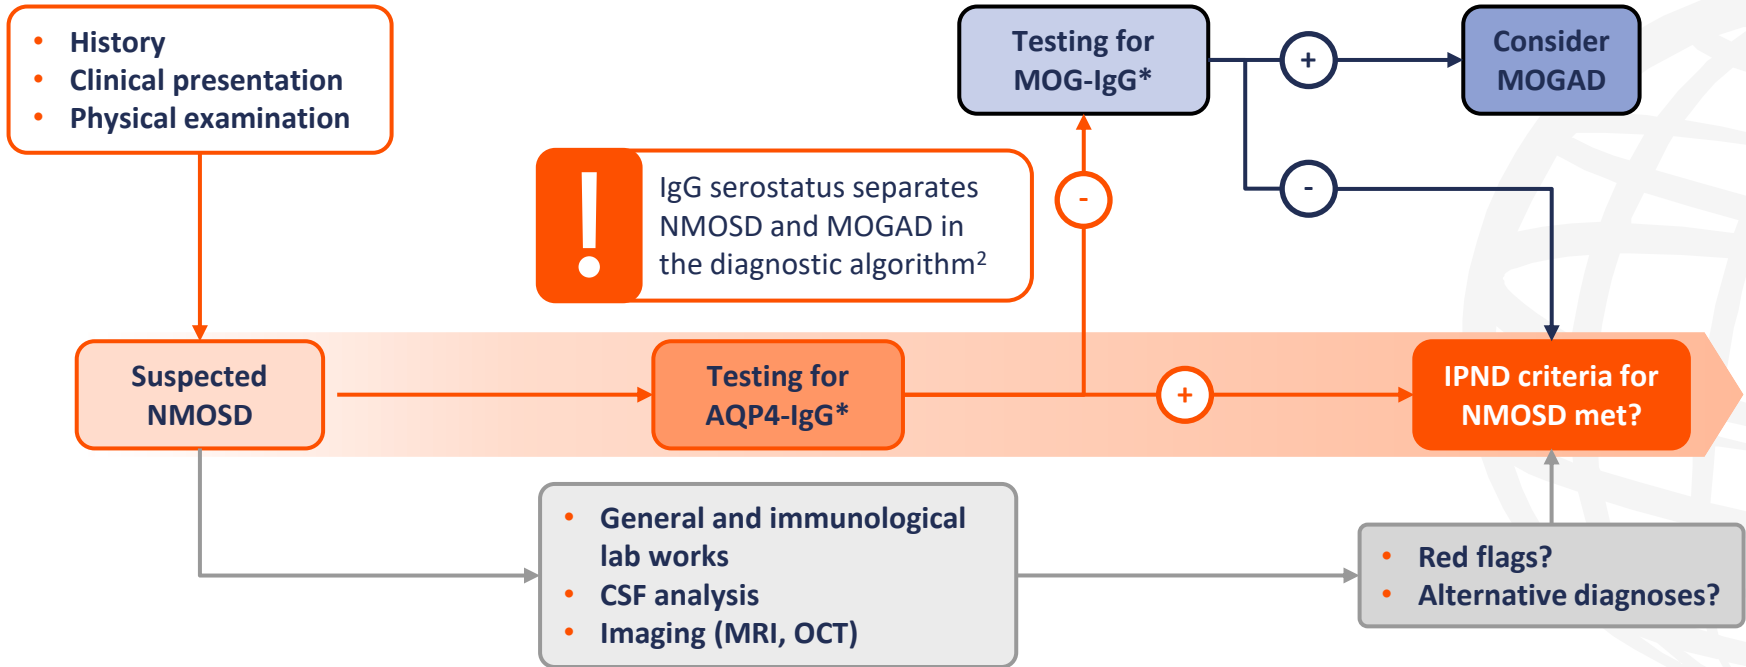 • History
• Clinical presentation
• Physical examination
Testing for
MOG-IgG*
+
Consider
MOGAD
!
IgG serostatus separates
NMOSD and MOGAD in
the diagnostic algorithm²
-
-
Suspected
NMOSD
Testing for
AQP4-IgG*
+
IPND criteria for
NMOSD met?
• General and immunological
lab works
• CSF analysis
• Imaging (MRI, OCT)
• Red flags?
• Alternative diagnoses?